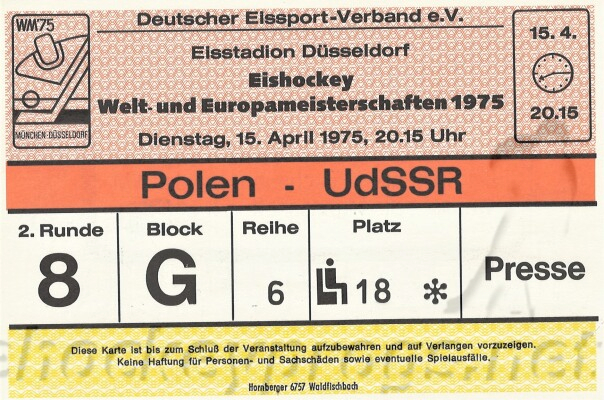 Deutscher Eissport-Verband e.V.
WM75
MÜNCHEN-DÜSSELDORF
Eisstadion Düsseldorf
Eishockey
Welt- und Europameisterschaften 1975
Dienstag, 15. April 1975, 20.15 Uhr
15. 4.
20.15
Polen - UdSSR
2. Runde Block Reihe Platz
8 G 6 18 Presse
Diese Karte ist bis zum Schluß der Veranstaltung aufzubewahren und auf Verlangen vorzuzeigen.
Keine Haftung für Personen- und Sachschäden sowie eventuelle Spielausfälle.
Hornberger 6757 Waldfischbach